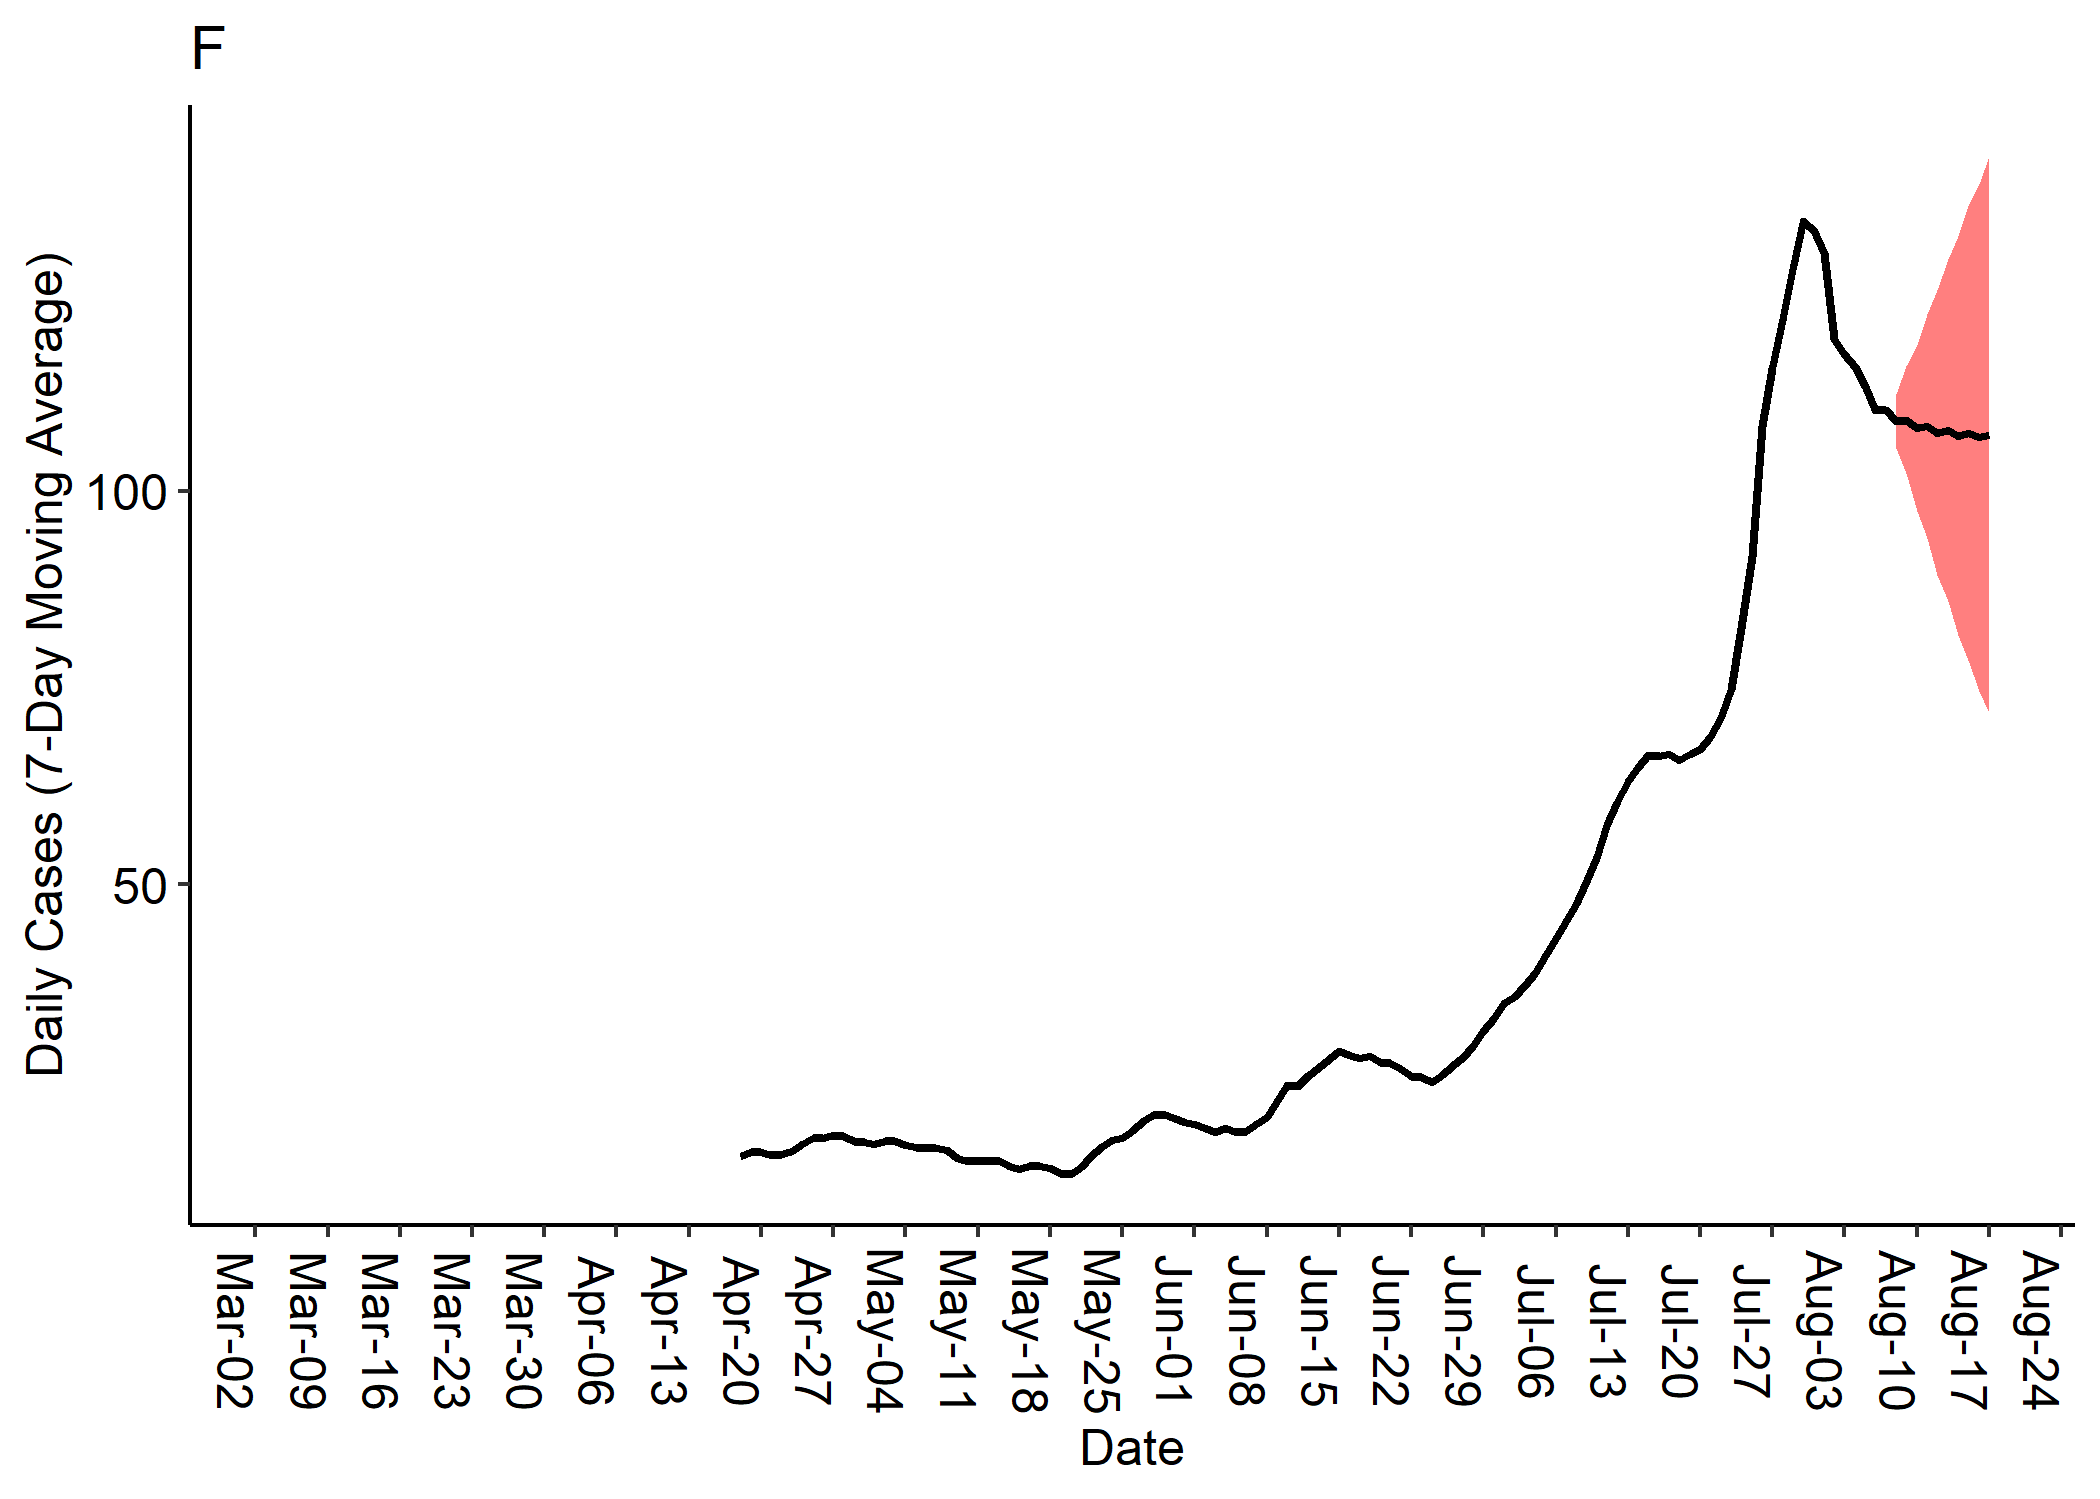 F
Daily Cases (7-Day Moving Average)
100
50
Mar-02
Mar-09
Mar-16
Mar-23
Mar-30
Apr-06
Apr-13
Apr-20
Apr-27
May-04
May-11
May-18
May-25
Jun-01
Jun-08
Jun-15
Jun-22
Jun-29
Jul-06
Jul-13
Jul-20
Jul-27
Aug-03
Aug-10
Aug-17
Aug-24
Date